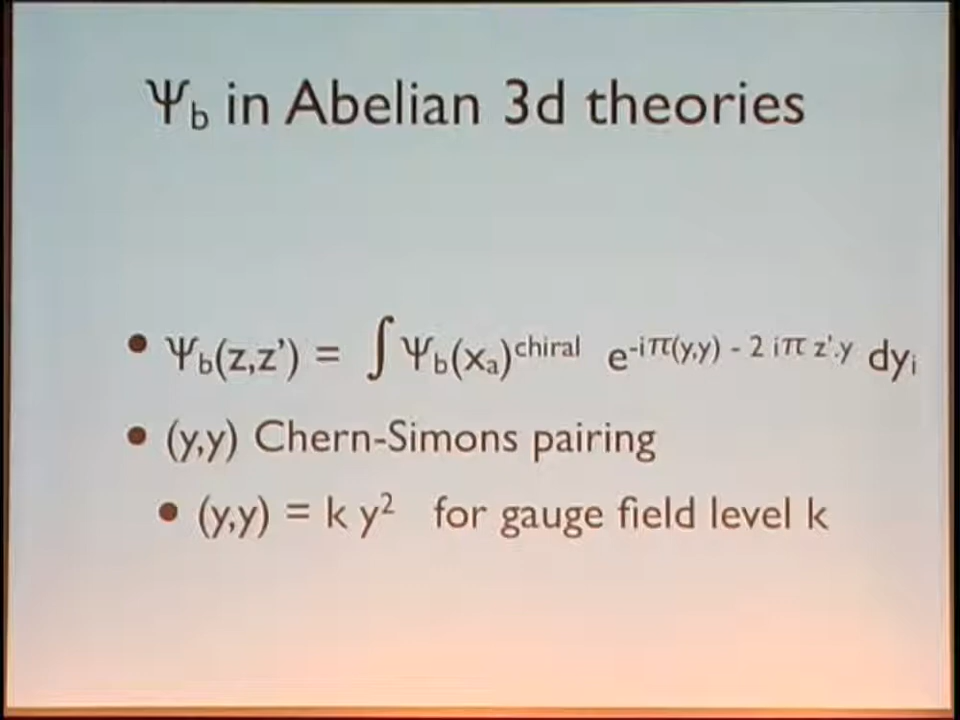 Ψb in Abelian 3d theories
• Ψb(z,z’) = ∫ Ψb(xa)chiral e-iπ(y,y) - 2 iπ z’.y dyi
• (y,y) Chern-Simons pairing
• (y,y) = k y² for gauge field level k